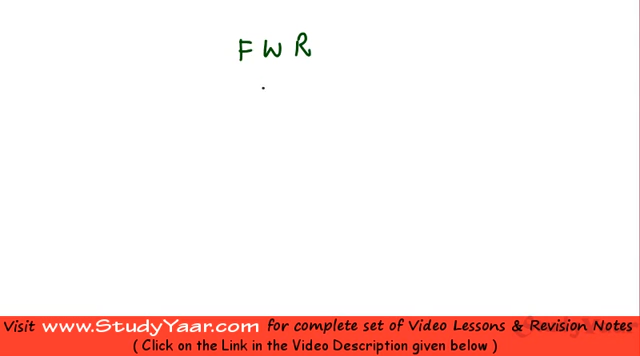 F W R
Visit www.StudyYaar.com for complete set of Video Lessons & Revision Notes
( Click on the Link in the Video Description given below )